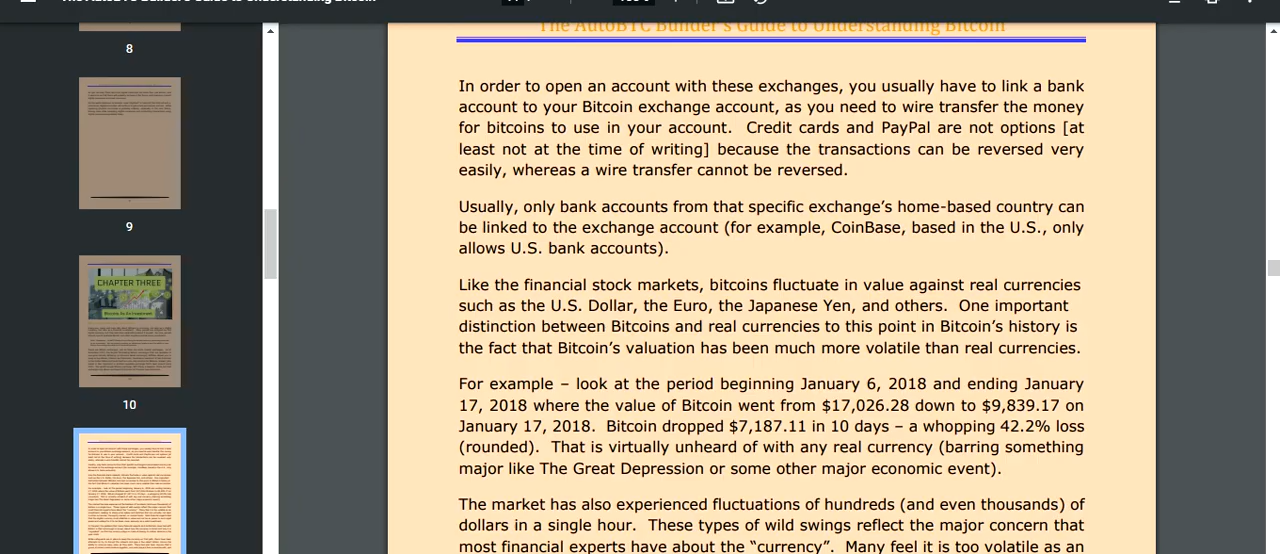 8
9
CHAPTER THREE
10
The AutoBTC Builder's Guide to Understanding Bitcoin
In order to open an account with these exchanges, you usually have to link a bank
account to your Bitcoin exchange account, as you need to wire transfer the money
for bitcoins to use in your account.  Credit cards and PayPal are not options [at
least not at the time of writing] because the transactions can be reversed very
easily, whereas a wire transfer cannot be reversed.
Usually, only bank accounts from that specific exchange's home-based country can
be linked to the exchange account (for example, CoinBase, based in the U.S., only
allows U.S. bank accounts).
Like the financial stock markets, bitcoins fluctuate in value against real currencies
such as the U.S. Dollar, the Euro, the Japanese Yen, and others.  One important
distinction between Bitcoins and real currencies to this point in Bitcoin's history is
the fact that Bitcoin's valuation has been much more volatile than real currencies.
For example – look at the period beginning January 6, 2018 and ending January
17, 2018 where the value of Bitcoin went from $17,026.28 down to $9,839.17 on
January 17, 2018.  Bitcoin dropped $7,187.11 in 10 days – a whopping 42.2% loss
(rounded).  That is virtually unheard of with any real currency (barring something
major like The Great Depression or some other major economic event).
The market has also experienced fluctuations of hundreds (and even thousands) of
dollars in single hour.  These types of wild swings reflect the major concern that
most financial experts have about the "currency".  Many feel it is too volatile as an